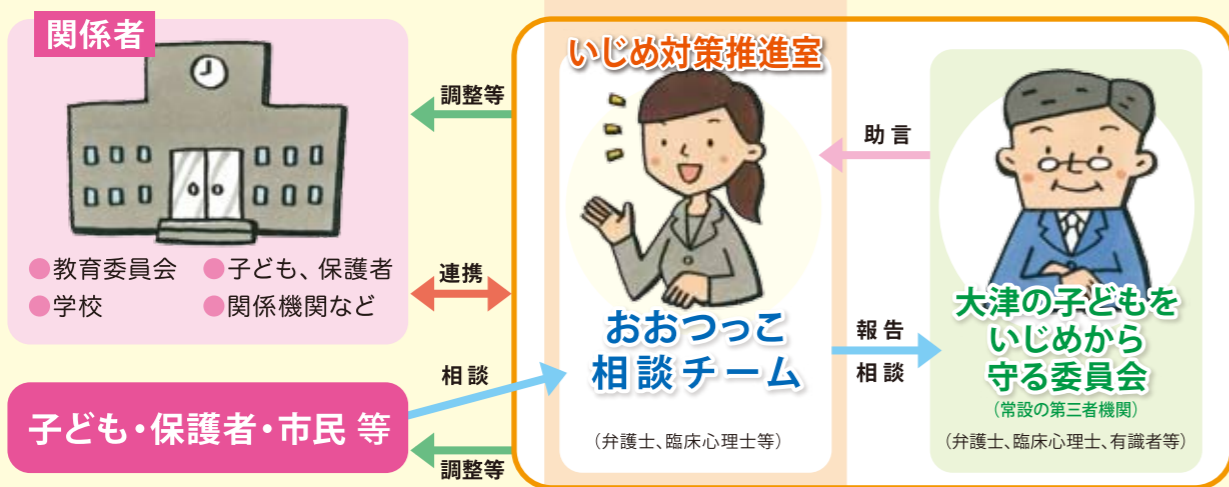 関係者
●教育委員会 ●子ども、保護者
●学校 ●関係機関など
子ども・保護者・市民 等
調整等
連携
相談
調整等
いじめ対策推進室
おおつっこ
相談チーム
（弁護士、臨床心理士等）
助言
報告
相談
大津の子どもを
いじめから
守る委員会
（常設の第三者機関）
（弁護士、臨床心理士、有識者等）